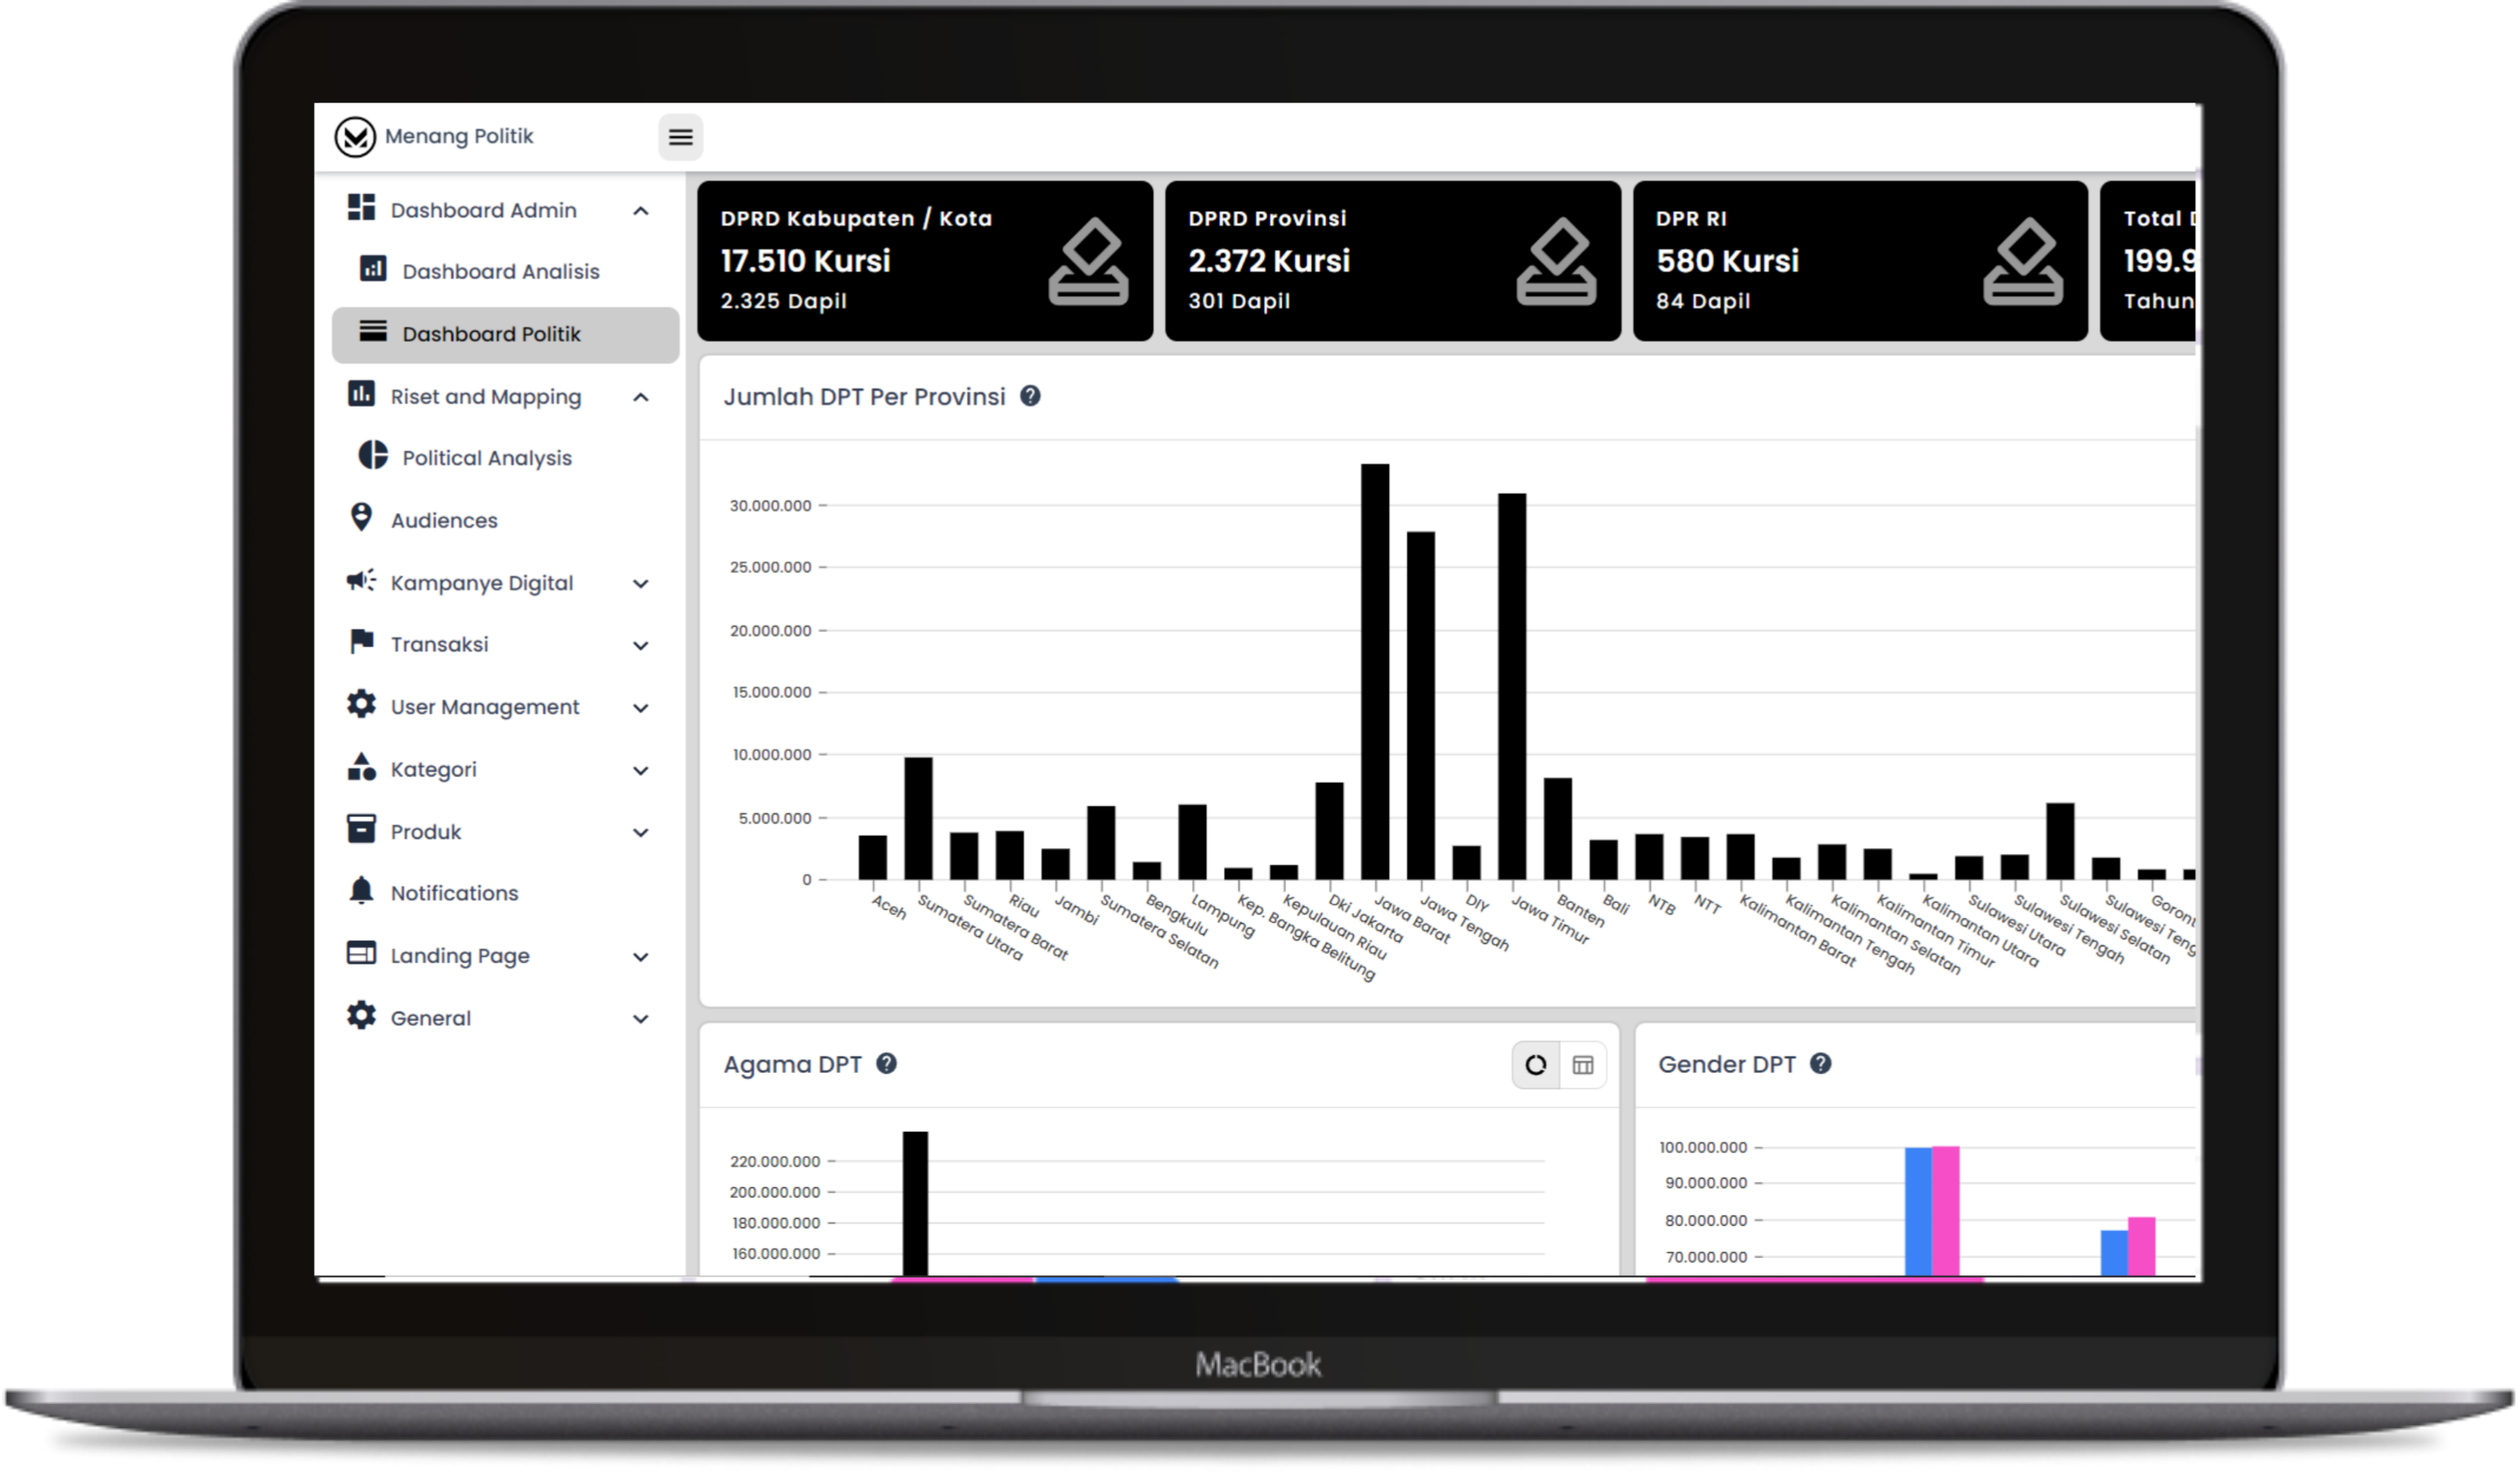 Menang Politik
Dashboard Admin
Dashboard Analisis
Dashboard Politik
Riset and Mapping
Political Analysis
Audiences
Kampanye Digital
Transaksi
User Management
Kategori
Produk
Notifications
Landing Page
General
DPRD Kabupaten / Kota
17.510 Kursi
2.325 Dapil
DPRD Provinsi
2.372 Kursi
301 Dapil
DPR RI
580 Kursi
84 Dapil
Total
199.9
Tahun
Jumlah DPT Per Provinsi
30.000.000
25.000.000
20.000.000
15.000.000
10.000.000
5.000.000
0
Aceh
Sumatera Utara
Sumatera Barat
Riau
Jambi
Sumatera Selatan
Bengkulu
Lampung
Kep. Bangka Belitung
Kepulauan Riau
Dki Jakarta
Jawa Barat
Jawa Tengah
DIY
Jawa Timur
Banten
Bali
NTB
NTT
Kalimantan Barat
Kalimantan Tengah
Kalimantan Selatan
Kalimantan Timur
Kalimantan Utara
Sulawesi Utara
Sulawesi Tengah
Sulawesi Selatan
Sulawesi Teng
Goront
Agama DPT
220.000.000
200.000.000
180.000.000
160.000.000
Gender DPT
100.000.000
90.000.000
80.000.000
70.000.000
MacBook